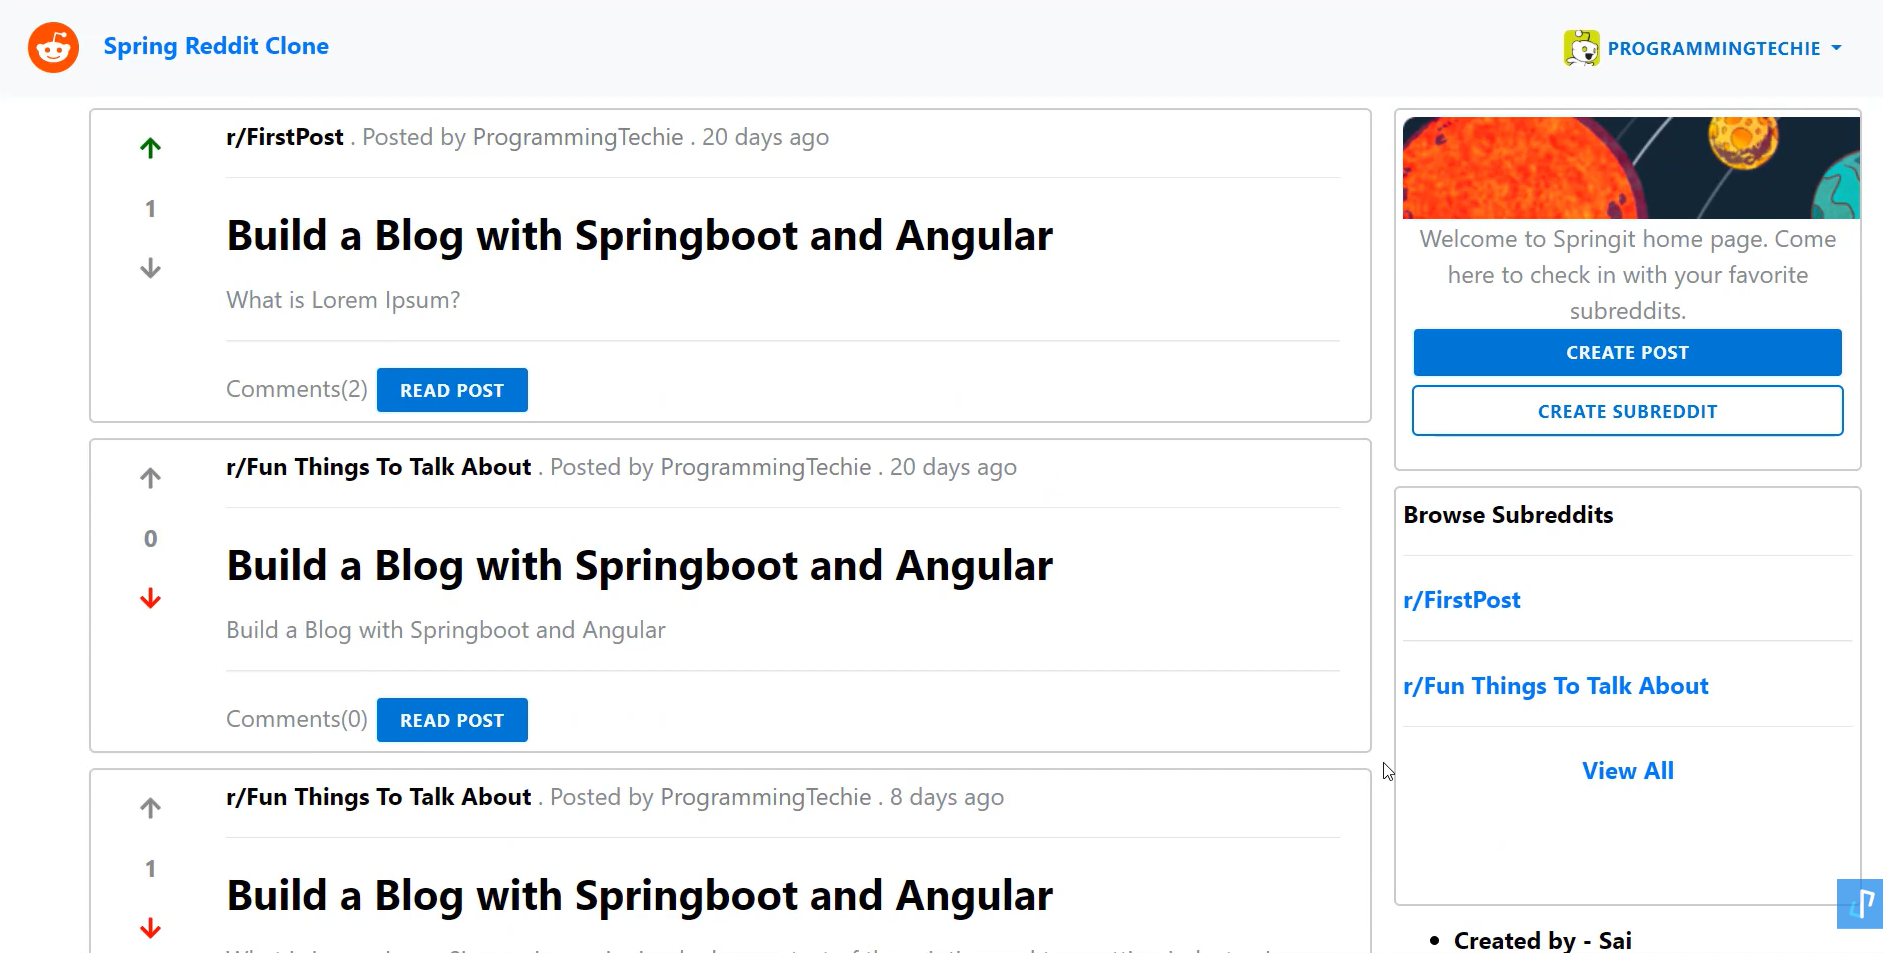 Spring Reddit Clone
PROGRAMMINGTECHIE
r/FirstPost . Posted by ProgrammingTechie . 20 days ago
1
Build a Blog with Springboot and Angular
What is Lorem Ipsum?
Comments(2) READ POST
r/Fun Things To Talk About . Posted by ProgrammingTechie . 20 days ago
0
Build a Blog with Springboot and Angular
Build a Blog with Springboot and Angular
Comments(0) READ POST
r/Fun Things To Talk About . Posted by ProgrammingTechie . 8 days ago
1
Build a Blog with Springboot and Angular
Welcome to Springit home page. Come
here to check in with your favorite
subreddits.
CREATE POST
CREATE SUBREDDIT
Browse Subreddits
r/FirstPost
r/Fun Things To Talk About
View All
Created by - Sai